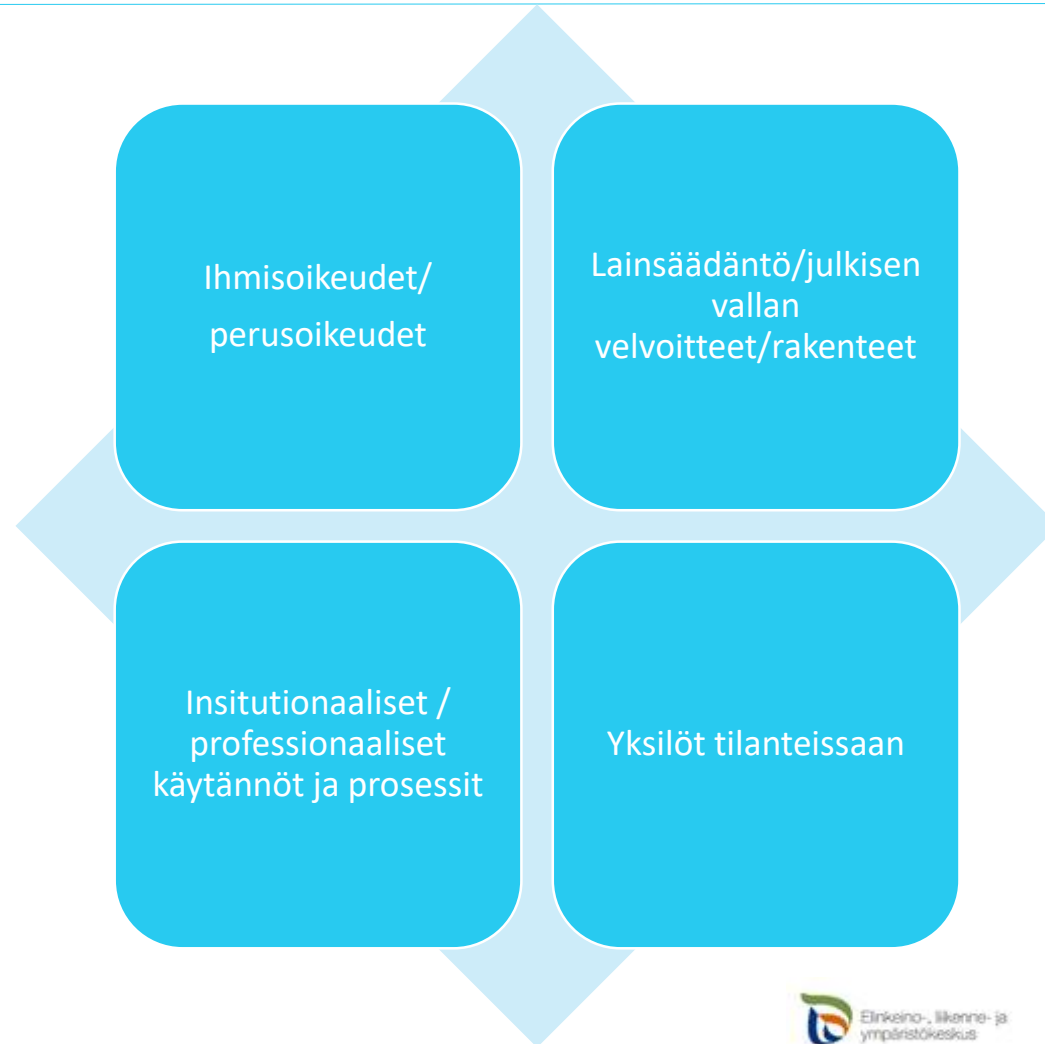 Ihmisoikeudet/
perusoikeudet
Lainsäädäntö/julkisen
vallan
velvoitteet/rakenteet
Insitutionaaliset /
professionaaliset
käytännöt ja prosessit
Yksilöt tilanteissaan
Elinkeino-, liikenne- ja
ympäristökeskus